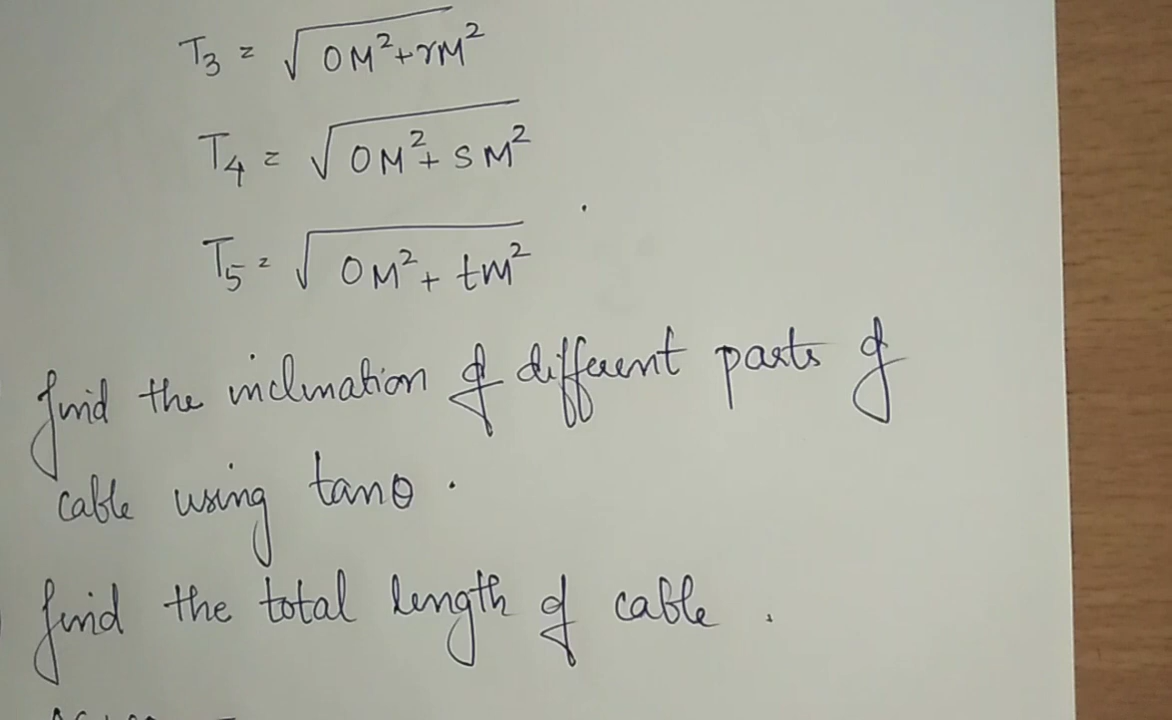 T3 = √OM²+rM²
T4 = √OM²+SM²
T5 = √OM²+tM²
find the inclination of different parts of
cable using tanθ.
find the total length of cable.